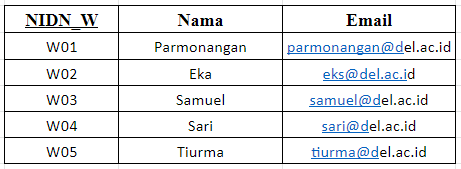 NIDN_W Nama Email
W01 Parmonangan parmonangan@del.ac.id
W02 Eka eks@del.ac.id
W03 Samuel samuel@del.ac.id
W04 Sari sari@del.ac.id
W05 Tiurma tiurma@del.ac.id